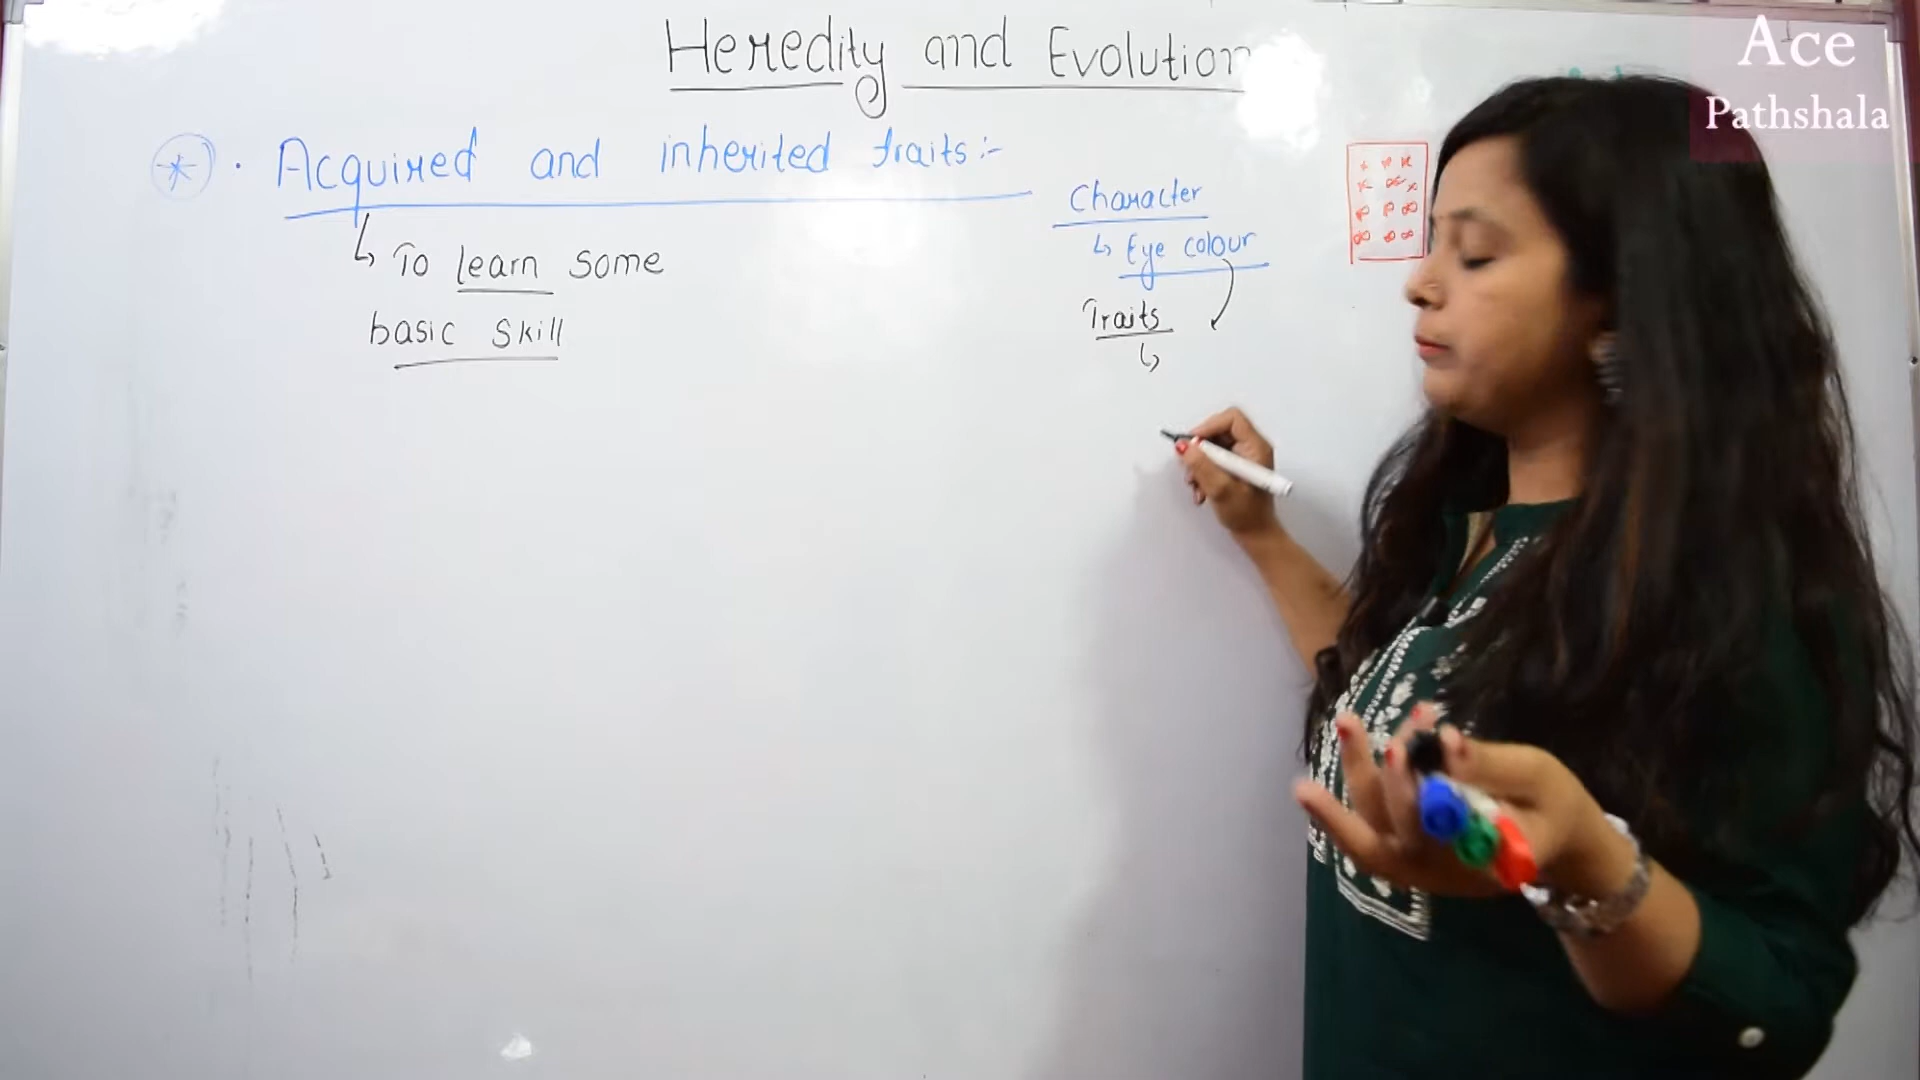 Heredity and Evolution
Ace
Pathshala
* . Acquired and inherited traits :-
Character
↳ Eye colour
↳ To learn some
basic skill
Traits
↳